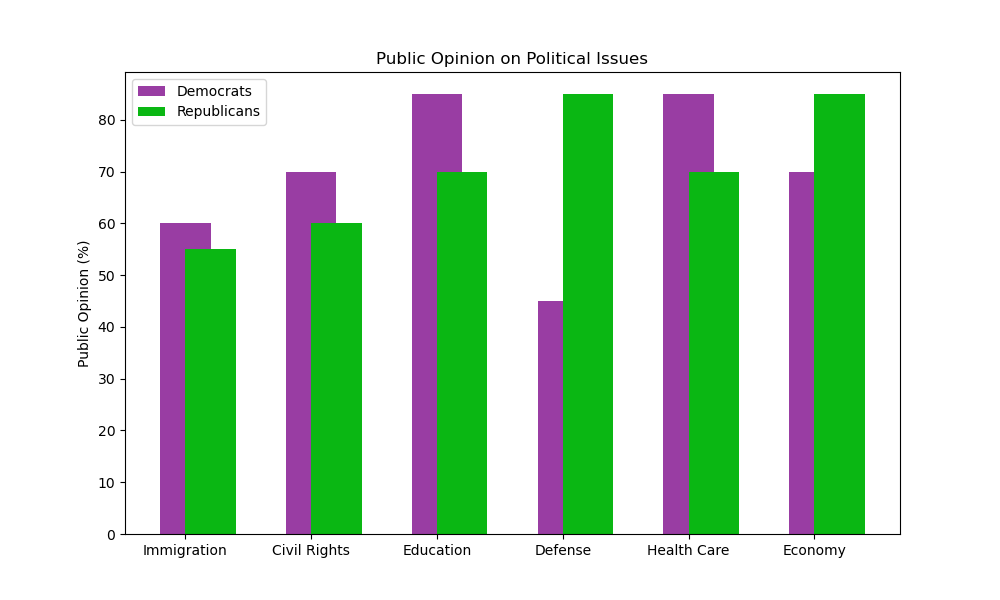 Public Opinion on Political Issues
Democrats
Republicans
Public Opinion (%)
80
70
60
50
40
30
20
10
0
Immigration
Civil Rights
Education
Defense
Health Care
Economy